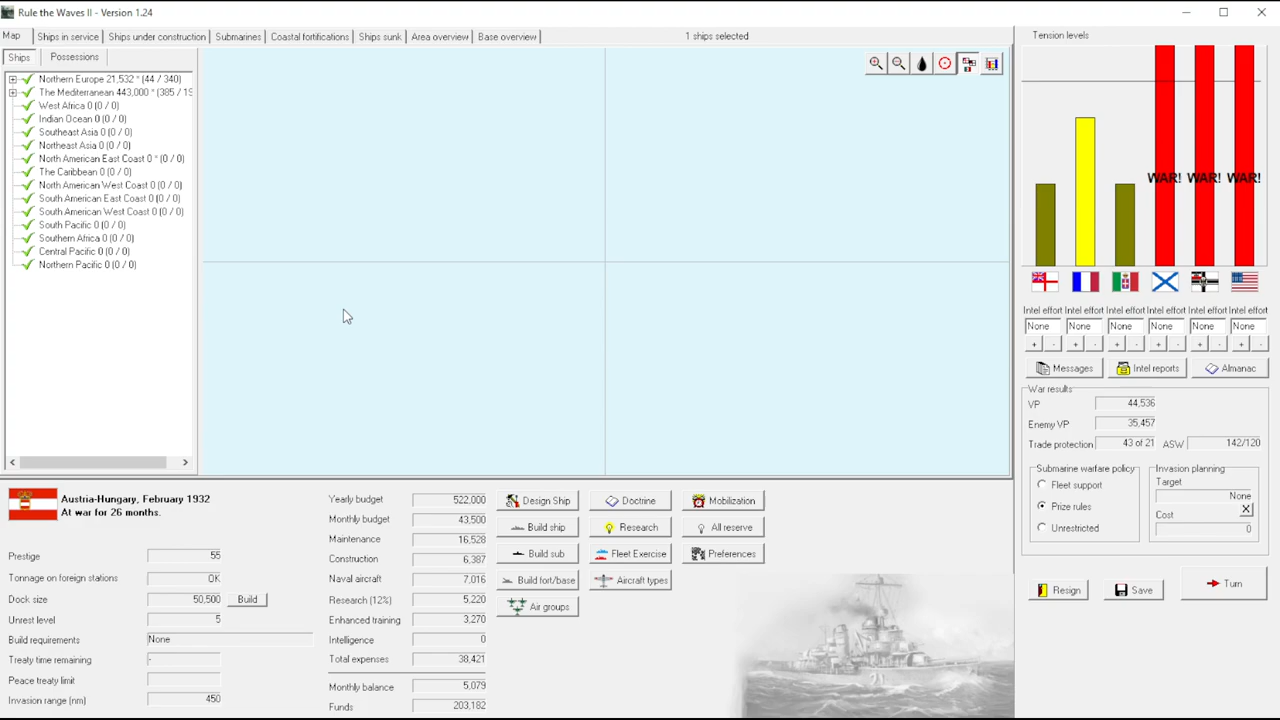 Rule the Waves II - Version 1.24
Map Ships in service Ships under construction Submarines Coastal fortifications Ships sunk Area overview Base overview 1 ships selected
Ships Possessions
Northern Europe 21,532 * (44 / 340)
The Mediterranean 443,000 * (385 / 19
West Africa 0 (0 / 0)
Indian Ocean 0 (0 / 0)
Southeast Asia 0 (0 / 0)
Northeast Asia 0 (0 / 0)
North American East Coast 0 * (0 / 0)
The Caribbean 0 (0 / 0)
North American West Coast 0 (0 / 0)
South American East Coast 0 (0 / 0)
South American West Coast 0 (0 / 0)
South Pacific 0 (0 / 0)
Southern Africa 0 (0 / 0)
Central Pacific 0 (0 / 0)
Northern Pacific 0 (0 / 0)
Tension levels
WAR! WAR! WAR!
Intel effort Intel effort Intel effort Intel effort Intel effort Intel effort
None None None None None None
+ - + - + - + - + - + -
Messages Intel reports Almanac
War results
VP 44,536
Enemy VP 35,457
Trade protection 43 of 21 ASW 142/120
Submarine warfare policy
Fleet support
Prize rules
Unrestricted
Invasion planning
Target
None
Cost X
0
Resign Save Turn
Austria-Hungary, February 1932
At war for 26 months.
Prestige 55
Tonnage on foreign stations OK
Dock size 50,500 Build
Unrest level 5
Build requirements None
Treaty time remaining -
Peace treaty limit
Invasion range (nm) 450
Yearly budget 522,000
Monthly budget 43,500
Maintenance 16,528
Construction 6,387
Naval aircraft 7,016
Research (12%) 5,220
Enhanced training 3,270
Intelligence 0
Total expenses 38,421
Monthly balance 5,079
Funds 203,182
Design Ship Doctrine Mobilization
Build ship Research All reserve
Build sub Fleet Exercise Preferences
Build fort/base Aircraft types
Air groups